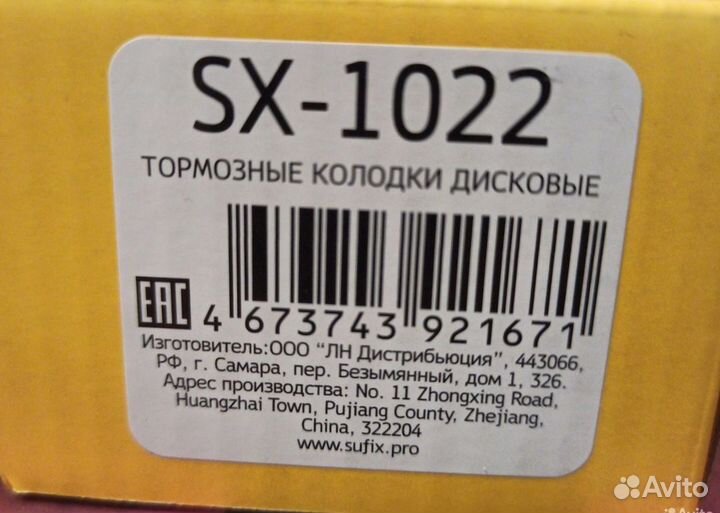 SX-1022
ТОРМОЗНЫЕ КОЛОДКИ ДИСКОВЫЕ
EAC
4 673743 921671
Изготовитель:ООО "ЛН Дистрибьюция", 443066,
РФ, г. Самара, пер. Безымянный, дом 1, 326.
Адрес производства: No. 11 Zhongxing Road,
Huangzhai Town, Pujiang County, Zhejiang,
China, 322204
www.sufix.pro
Avito
Avito